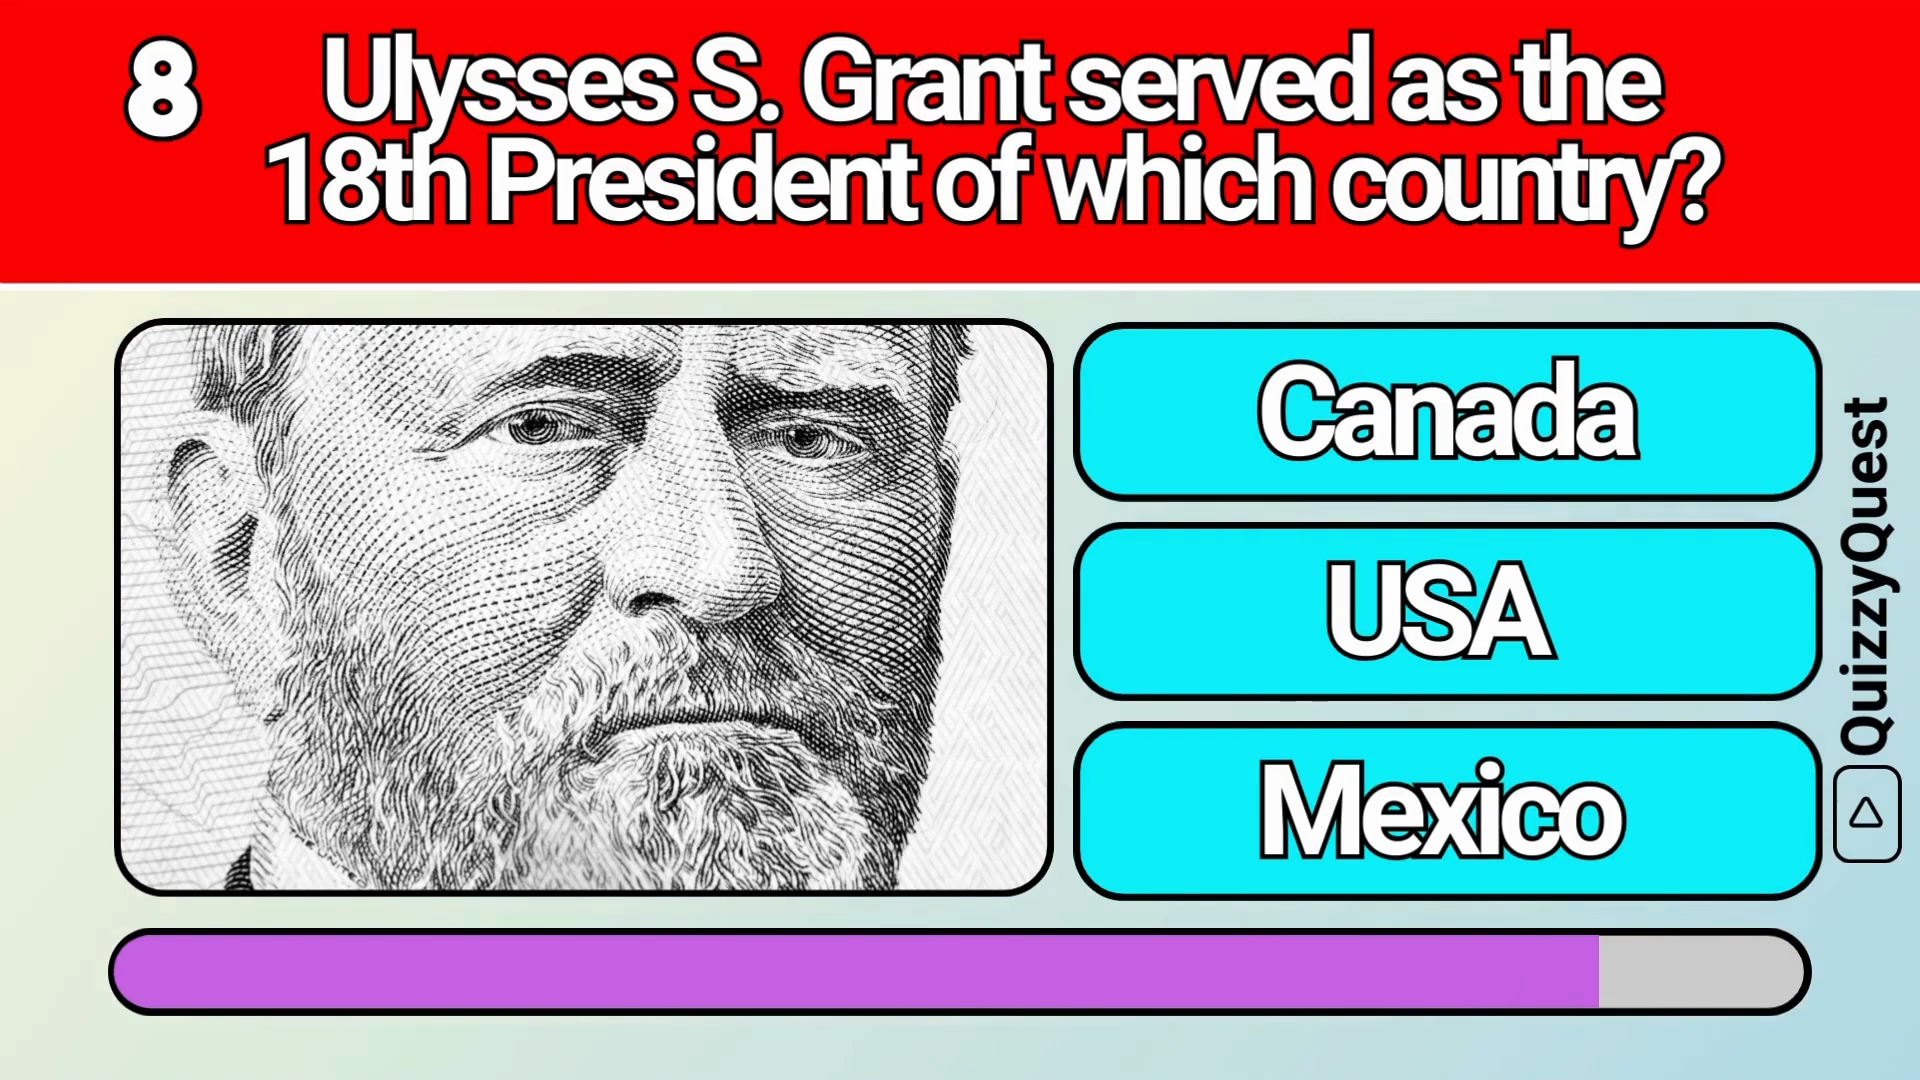 8
Ulysses S. Grant served as the
18th President of which country?
Canada
USA
Mexico
QuizzyQuest